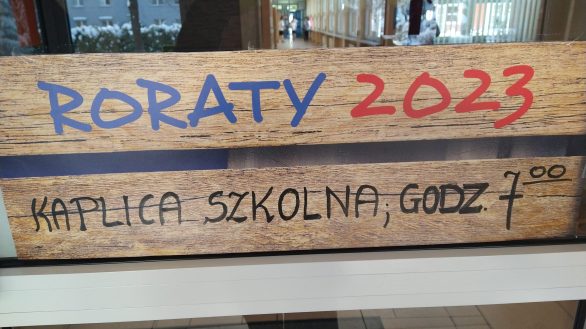 RORATY 2023
KAPLICA SZKOLNA; GODZ. 7⁰⁰